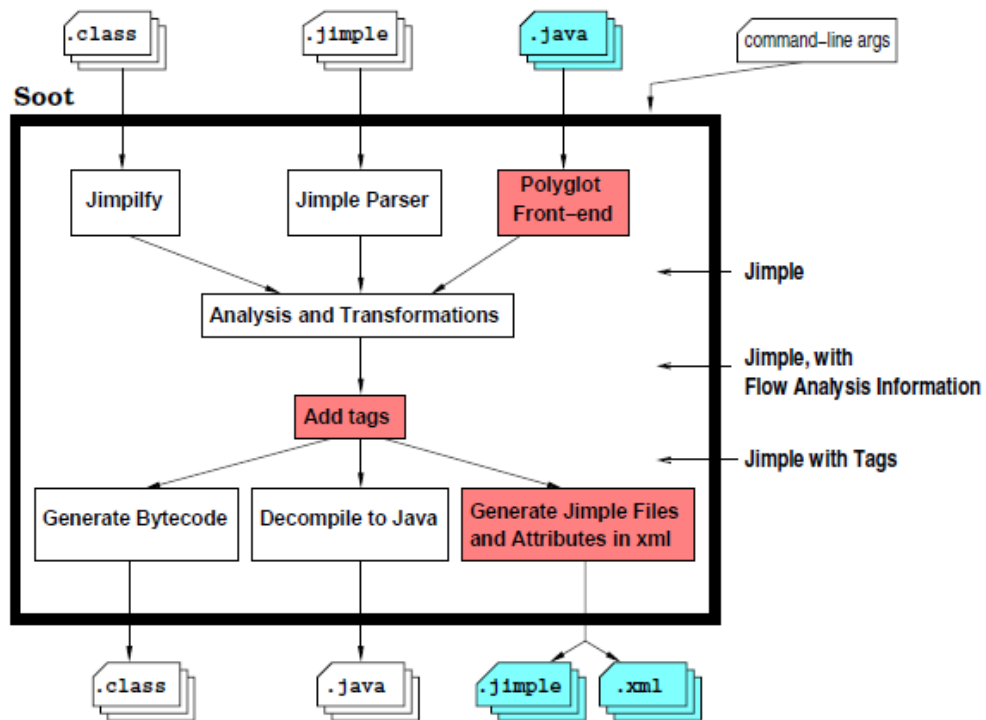 .class
.jimple
.java
command–line args
Soot
Jimpilfy
Jimple Parser
Polyglot
Front–end
Jimple
Analysis and Transformations
Jimple, with
Flow Analysis Information
Add tags
Jimple with Tags
Generate Bytecode
Decompile to Java
Generate Jimple Files
and Attributes in xml
.class
.java
.jimple
.xml